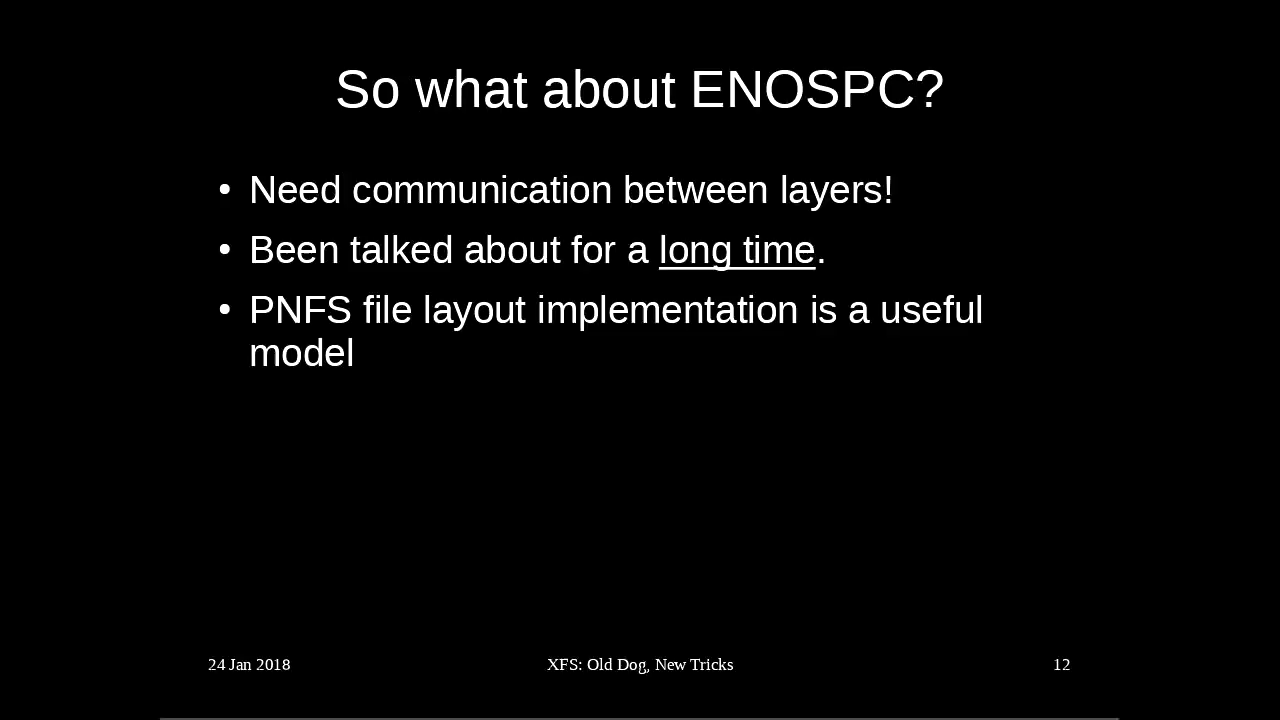 So what about ENOSPC?
• Need communication between layers!
• Been talked about for a long time.
• PNFS file layout implementation is a useful
model
24 Jan 2018
XFS: Old Dog, New Tricks
12